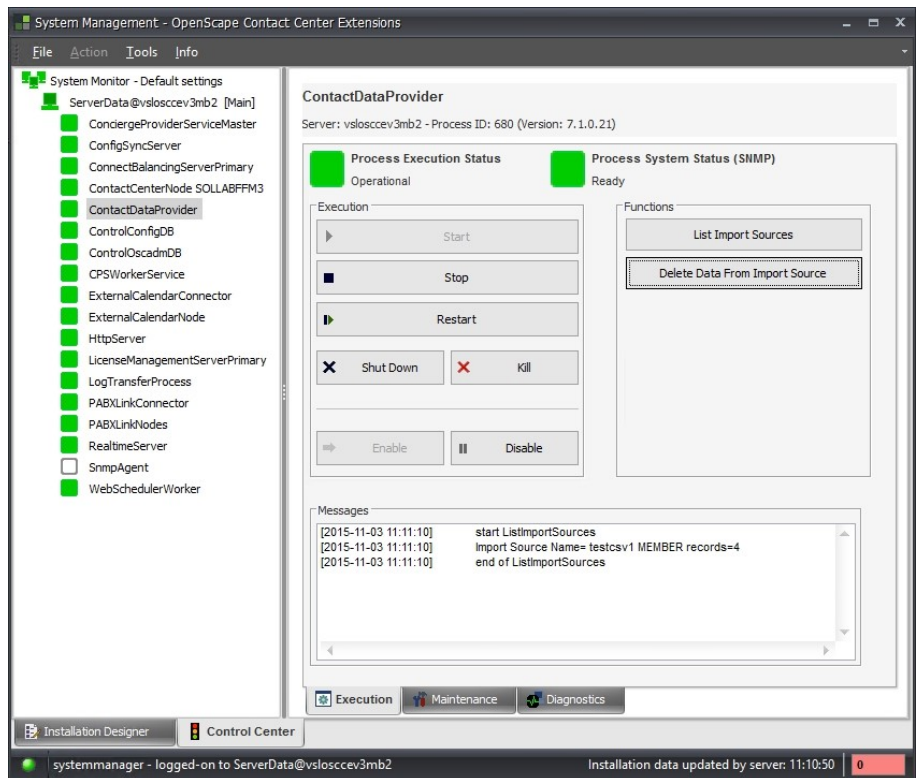 System Management - OpenScape Contact Center Extensions
File Action Tools Info
System Monitor - Default settings
ServerData@vslosccev3mb2 [Main]
ConciergeProviderServiceMaster
ConfigSyncServer
ConnectBalancingServerPrimary
ContactCenterNode SOLLABFFM3
ContactDataProvider
ControlConfigDB
ControlOscadmDB
CPSWorkerService
ExternalCalendarConnector
ExternalCalendarNode
HttpServer
LicenseManagementServerPrimary
LogTransferProcess
PABXLinkConnector
PABXLinkNodes
RealtimeServer
SnmpAgent
WebSchedulerWorker
ContactDataProvider
Server: vslosccev3mb2 - Process ID: 680 (Version: 7.1.0.21)
Process Execution Status
Operational
Process System Status (SNMP)
Ready
Execution
Start
Stop
Restart
Shut Down Kill
Enable Disable
Functions
List Import Sources
Delete Data From Import Source
Messages
[2015-11-03 11:11:10] start ListImportSources
[2015-11-03 11:11:10] Import Source Name= testcsv1 MEMBER records=4
[2015-11-03 11:11:10] end of ListImportSources
Execution Maintenance Diagnostics
Installation Designer Control Center
systemmanager - logged-on to ServerData@vslosccev3mb2 Installation data updated by server: 11:10:50 0